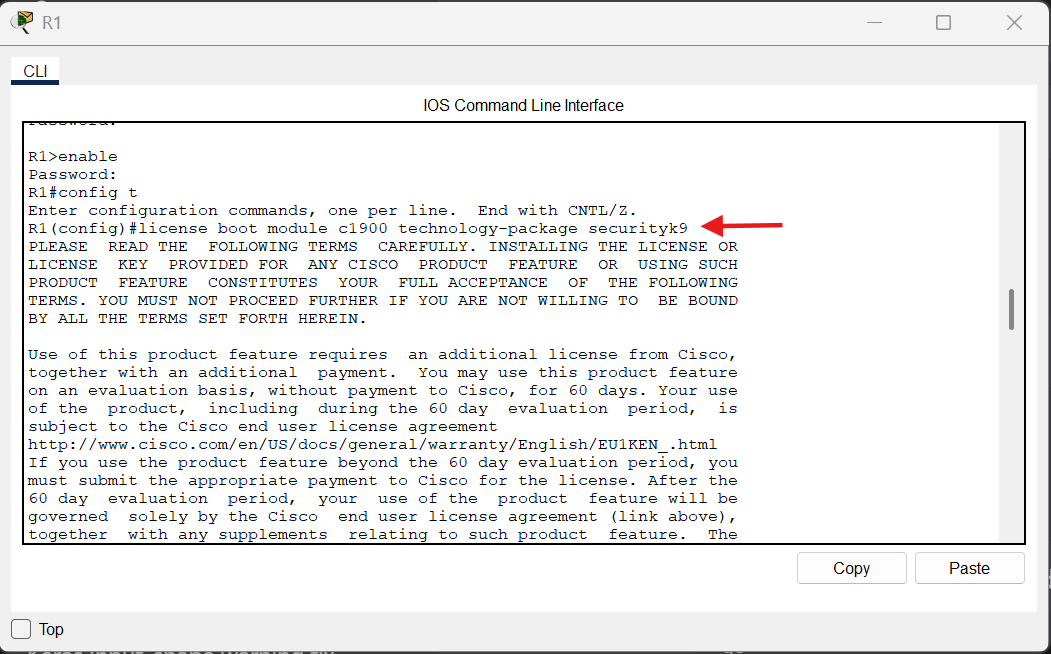 R1
CLI
IOS Command Line Interface
Password:
R1>enable
Password:
R1#config t
Enter configuration commands, one per line.  End with CNTL/Z.
R1(config)#license boot module c1900 technology-package securityk9
PLEASE  READ THE  FOLLOWING TERMS  CAREFULLY. INSTALLING THE LICENSE OR
LICENSE  KEY  PROVIDED FOR  ANY CISCO  PRODUCT  FEATURE  OR  USING SUCH
PRODUCT  FEATURE  CONSTITUTES  YOUR  FULL ACCEPTANCE  OF  THE FOLLOWING
TERMS. YOU MUST NOT PROCEED FURTHER IF YOU ARE NOT WILLING TO  BE BOUND
BY ALL THE TERMS SET FORTH HEREIN.
Use of this product feature requires  an additional license from Cisco,
together with an additional  payment.  You may use this product feature
on an evaluation basis, without payment to Cisco, for 60 days. Your use
of the  product,  including  during the 60 day  evaluation  period,  is
subject to the Cisco end user license agreement
http://www.cisco.com/en/US/docs/general/warranty/English/EU1KEN_.html
If you use the product feature beyond the 60 day evaluation period, you
must submit the appropriate payment to Cisco for the license. After the
60 day  evaluation  period,  your  use of the  product  feature will be
governed  solely by the Cisco  end user license agreement (link above),
together  with any supplements  relating to such product  feature.  The
Copy
Paste
Top